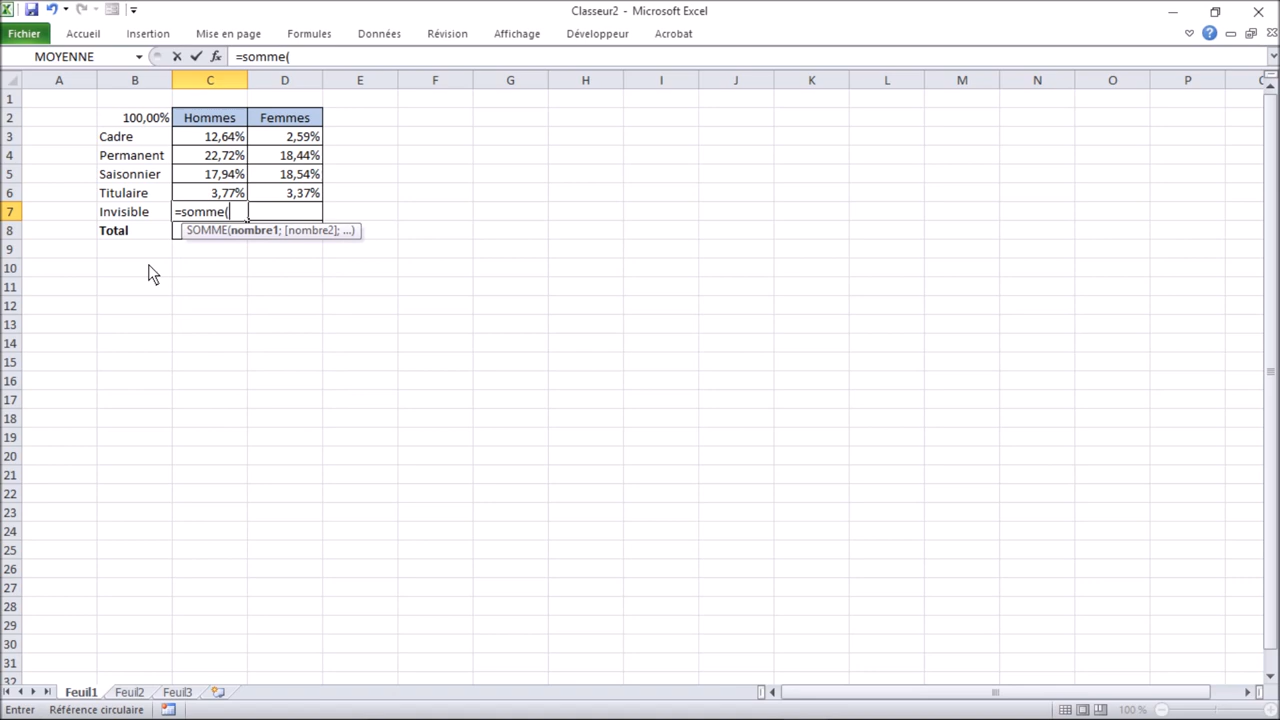 Classeur2 - Microsoft Excel
Fichier Accueil Insertion Mise en page Formules Données Révision Affichage Développeur Acrobat
MOYENNE =somme(
A B C D E F G H I J K L M N O P
1
2 100,00% Hommes Femmes
3 Cadre 12,64% 2,59%
4 Permanent 22,72% 18,44%
5 Saisonnier 17,94% 18,54%
6 Titulaire 3,77% 3,37%
7 Invisible =somme(
8 Total SOMME(nombre1; [nombre2]; ...)
9
10
11
12
13
14
15
16
17
18
19
20
21
22
23
24
25
26
27
28
29
30
31
32
Feuil1 Feuil2 Feuil3
Entrer Référence circulaire 100 %